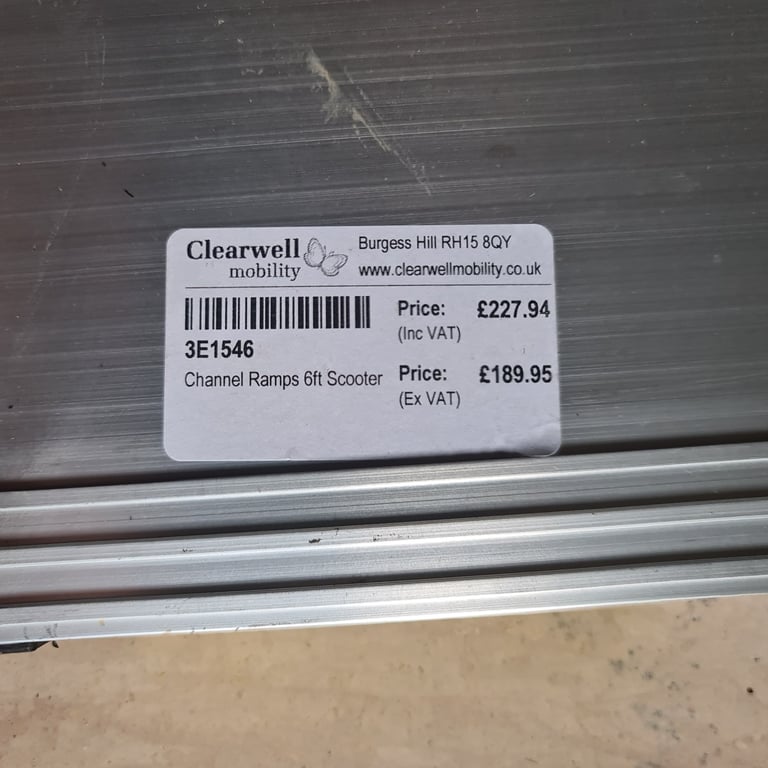 Clearwell
mobility
Burgess Hill RH15 8QY
www.clearwellmobility.co.uk
3E1546
Channel Ramps 6ft Scooter
Price: £227.94
(Inc VAT)
Price: £189.95
(Ex VAT)